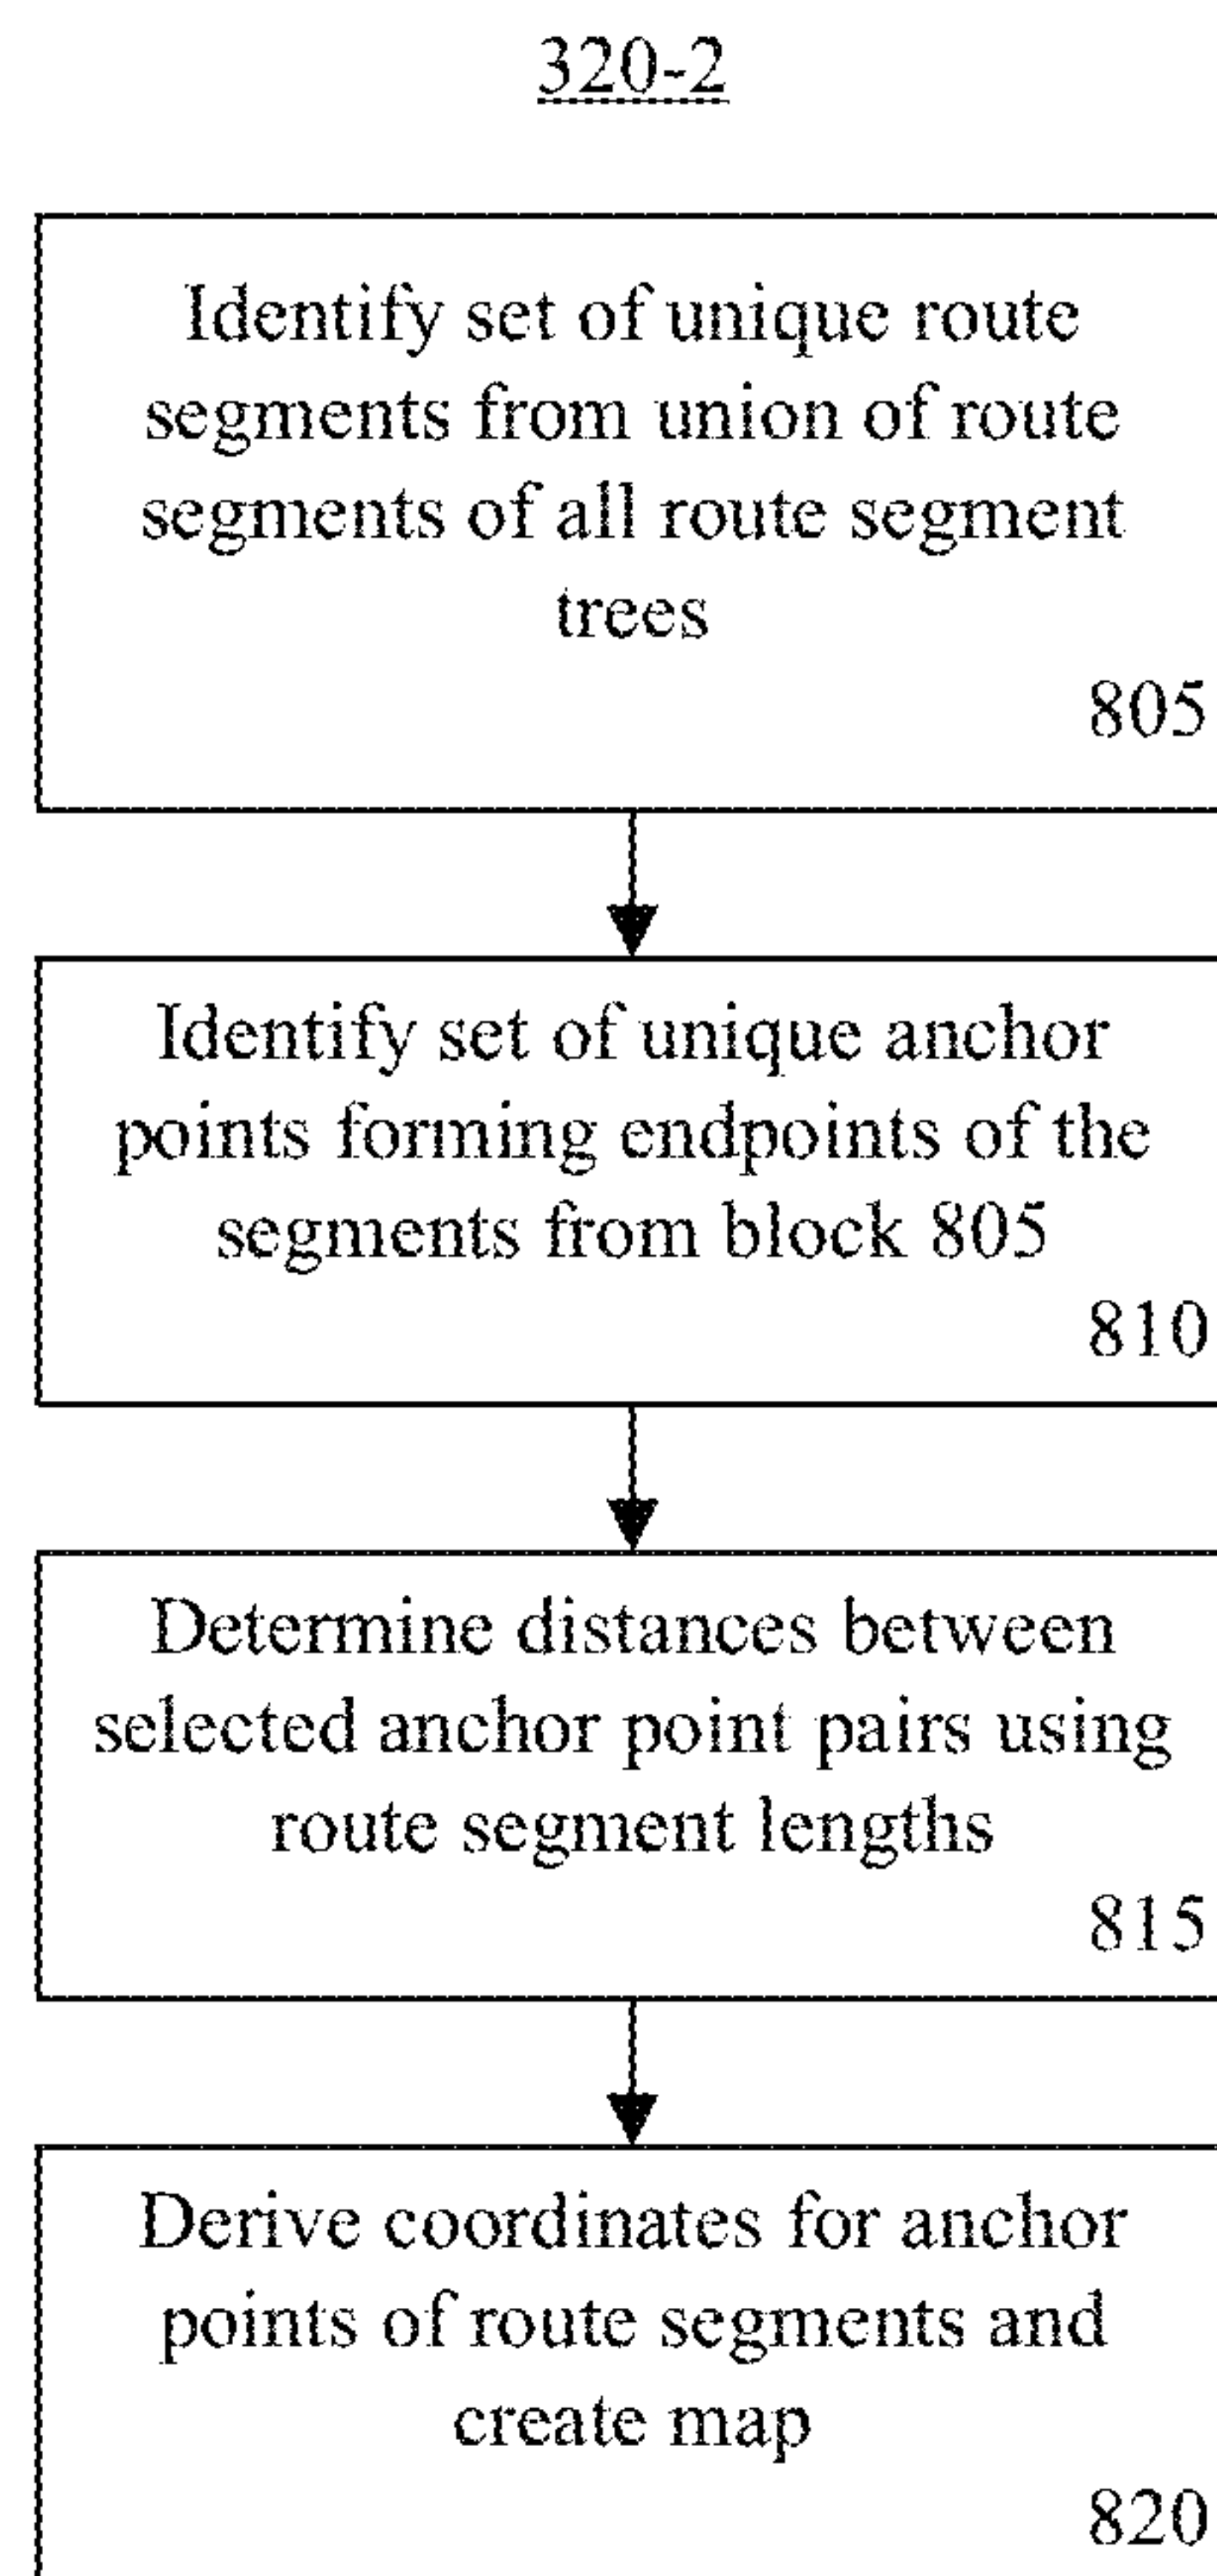 320-2
Identify set of unique route
segments from union of route
segments of all route segment
trees
805
Identify set of unique anchor
points forming endpoints of the
segments from block 805
810
Determine distances between
selected anchor point pairs using
route segment lengths
815
Derive coordinates for anchor
points of route segments and
create map
820